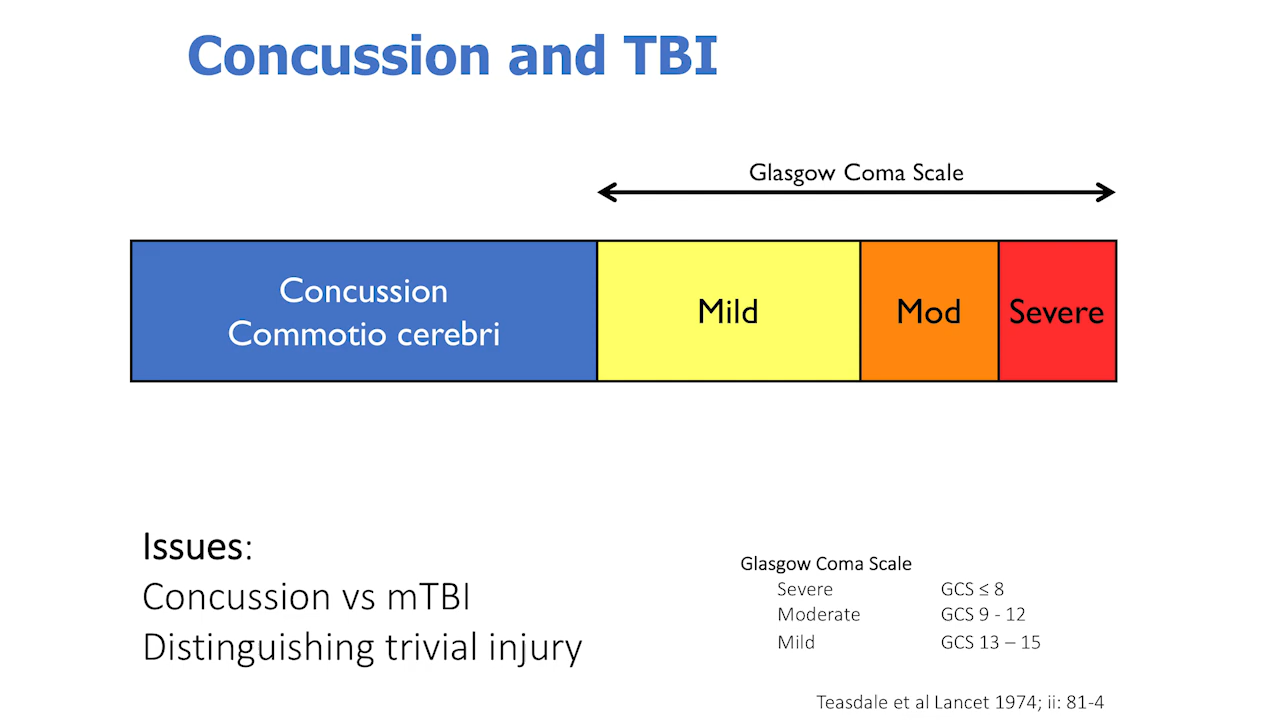 Concussion and TBI
Glasgow Coma Scale
Concussion
Commotio cerebri
Mild
Mod
Severe
Issues:
Concussion vs mTBI
Distinguishing trivial injury
Glasgow Coma Scale
Severe GCS ≤ 8
Moderate GCS 9 - 12
Mild GCS 13 – 15
Teasdale et al Lancet 1974; ii: 81-4